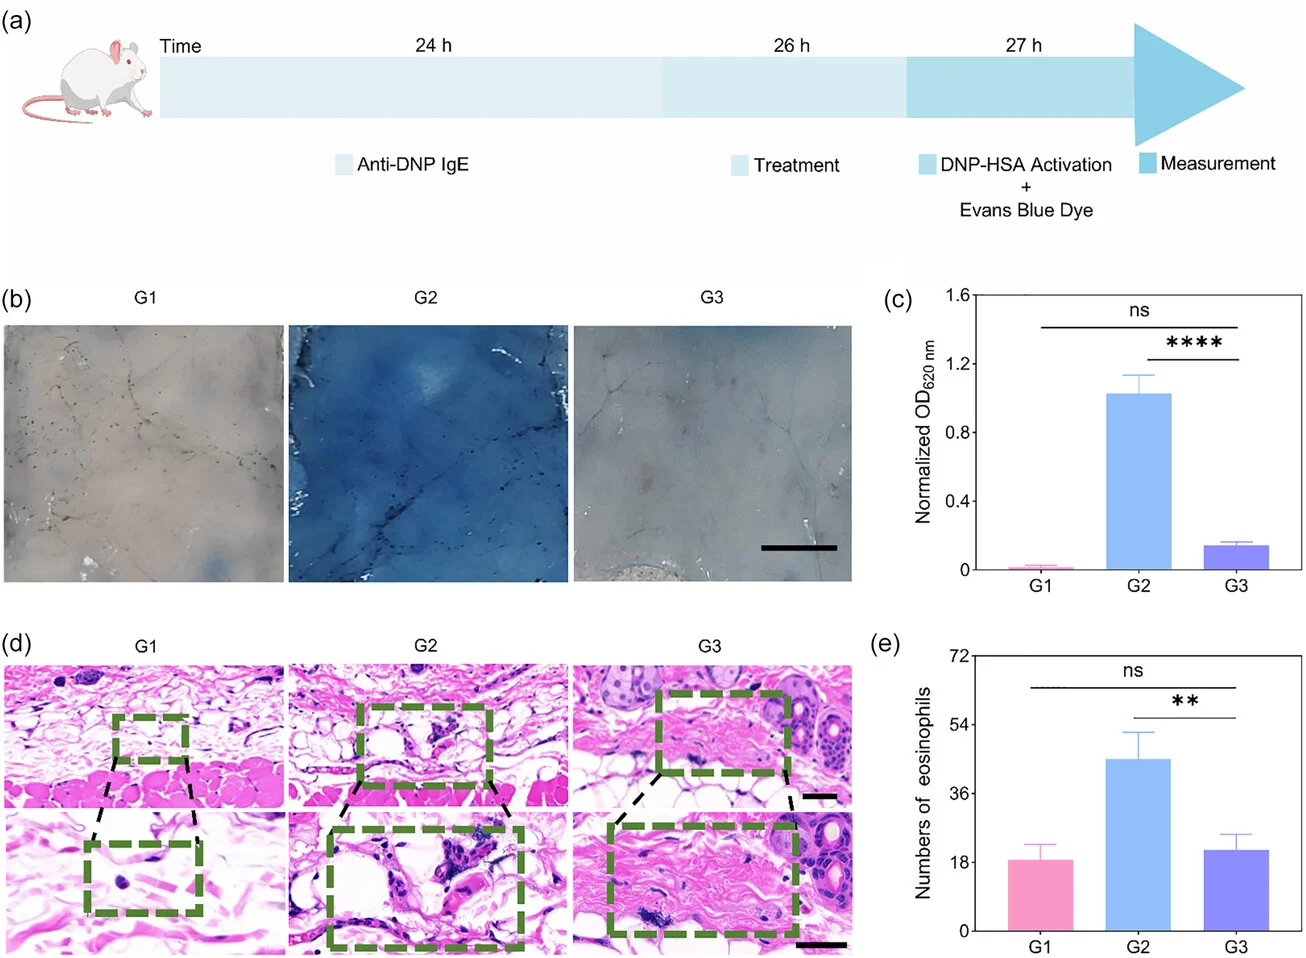 (a)
Time 24 h 26 h 27 h
Anti-DNP IgE Treatment DNP-HSA Activation Measurement
+
Evans Blue Dye
(b) G1 G2 G3
(c)
1.6
1.2
0.8
0.4
0
Normalized OD620 nm
ns
****
G1 G2 G3
(d) G1 G2 G3
(e)
72
54
36
18
0
Numbers of eosinophils
ns
**
G1 G2 G3